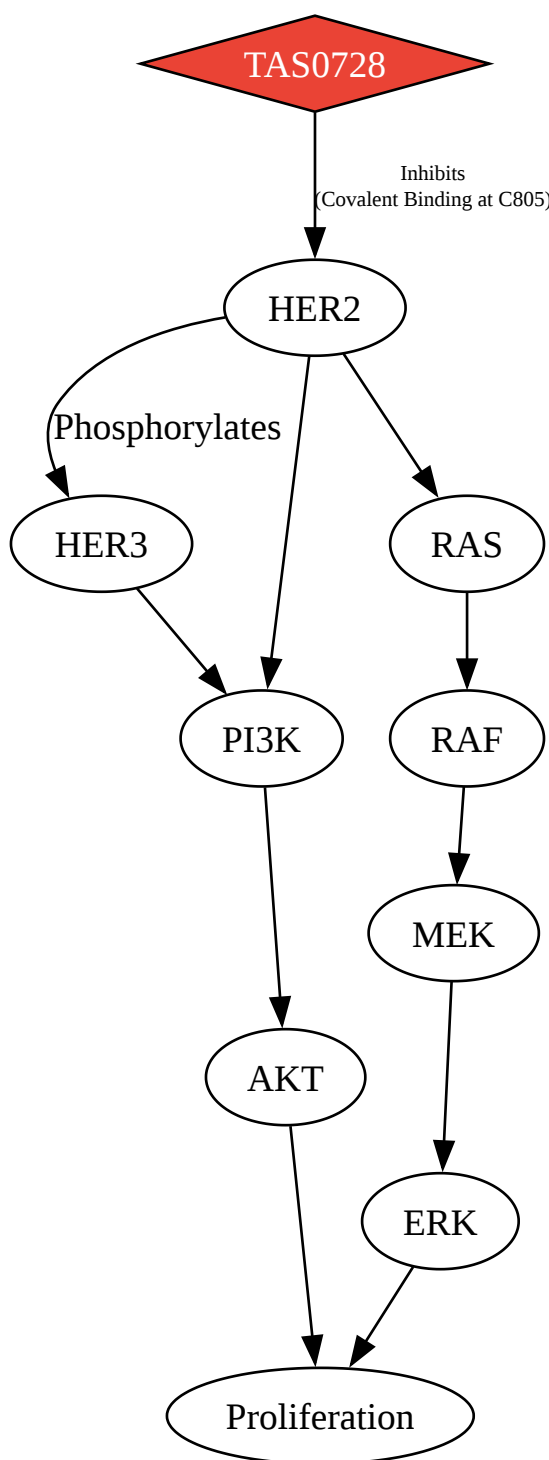 TAS0728
Inhibits
(Covalent Binding at C805)
HER2
Phosphorylates
HER3
RAS
PI3K
RAF
MEK
AKT
ERK
Proliferation